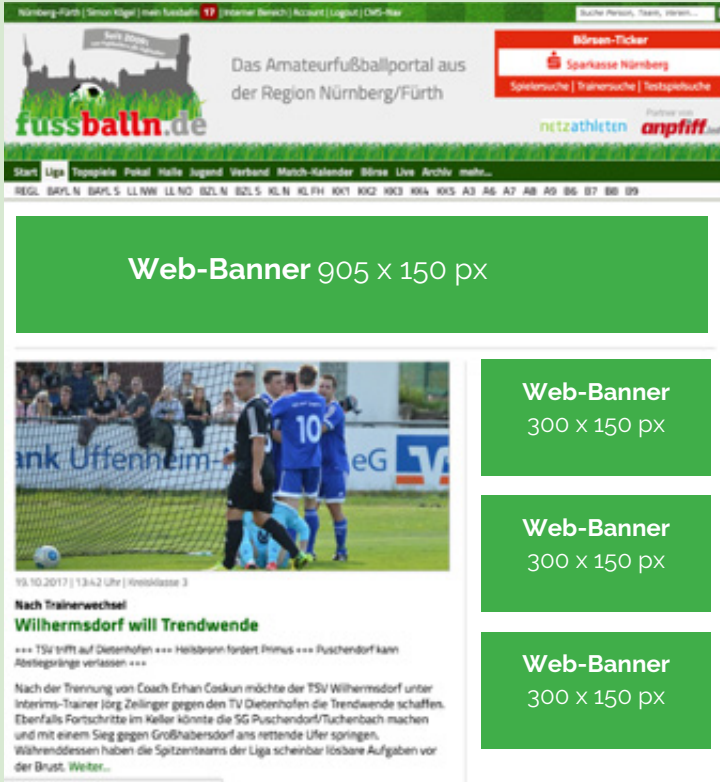 Nürnberg-Fürth | Simon Kögel | mein fussballn 17 | Interner Bereich | Account | Logout | CMS-Nav
Suche Person, Team, Verein...
Seit 2009:
Das Amateurfußballportal aus
der Region Nürnberg/Fürth
fussballn.de
Börsen-Ticker
Sparkasse Nürnberg
Spielersuche | Trainersuche | Testspielsuche
netzathleten
Partner von
anpfiff
Start Liga Topspiele Pokal Halle Jugend Verband Match-Kalender Börse Live Archiv mehr...
REGL BAYL N BAYL S LL NW LL NO BZL N BZL S KL N KL FH KK1 KK2 KK3 KK4 KK5 A3 A6 A7 A8 A9 B6 B7 B8 B9
Web-Banner 905 x 150 px
10
ank Uffenheim-
eG
Web-Banner
300 x 150 px
Web-Banner
300 x 150 px
Web-Banner
300 x 150 px
19.10.2017 | 13:42 Uhr | Kreisklasse 3
Nach Trainerwechsel
Wilhermsdorf will Trendwende
+++ TSV trifft auf Dietenhofen +++ Heilsbronn fordert Primus +++ Puschendorf kann
Abstiegsränge verlassen +++
Nach der Trennung von Coach Erhan Coskun möchte der TSV Wilhermsdorf unter
Interims-Trainer Jörg Zeilinger gegen den TV Dietenhofen die Trendwende schaffen.
Ebenfalls Fortschritte im Keller könnte die SG Puschendorf/Tuchenbach machen
und mit einem Sieg gegen Großhabersdorf ans rettende Ufer springen.
Währenddessen haben die Spitzenteams der Liga scheinbar lösbare Aufgaben vor
der Brust. Weiter...